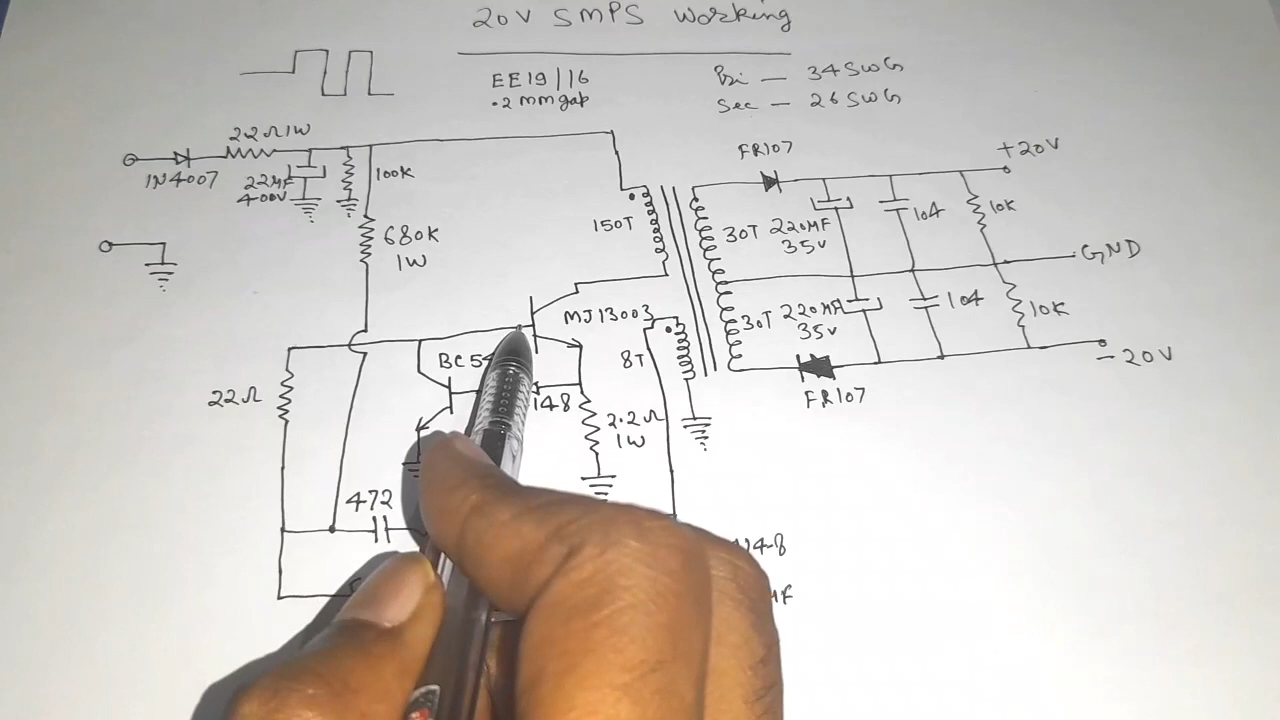 20V SMPS Working
EE19/16
.2mm gap
Pri — 34SWG
Sec — 26SWG
22Ω 1W
1N4007
22MF
400V
100K
680K
1W
150T
FR107
+20V
30T
220MF
35V
104
10K
GND
30T
220MF
35V
104
10K
-20V
FR107
MJ13003
8T
22Ω
148
2.2Ω
1W
472